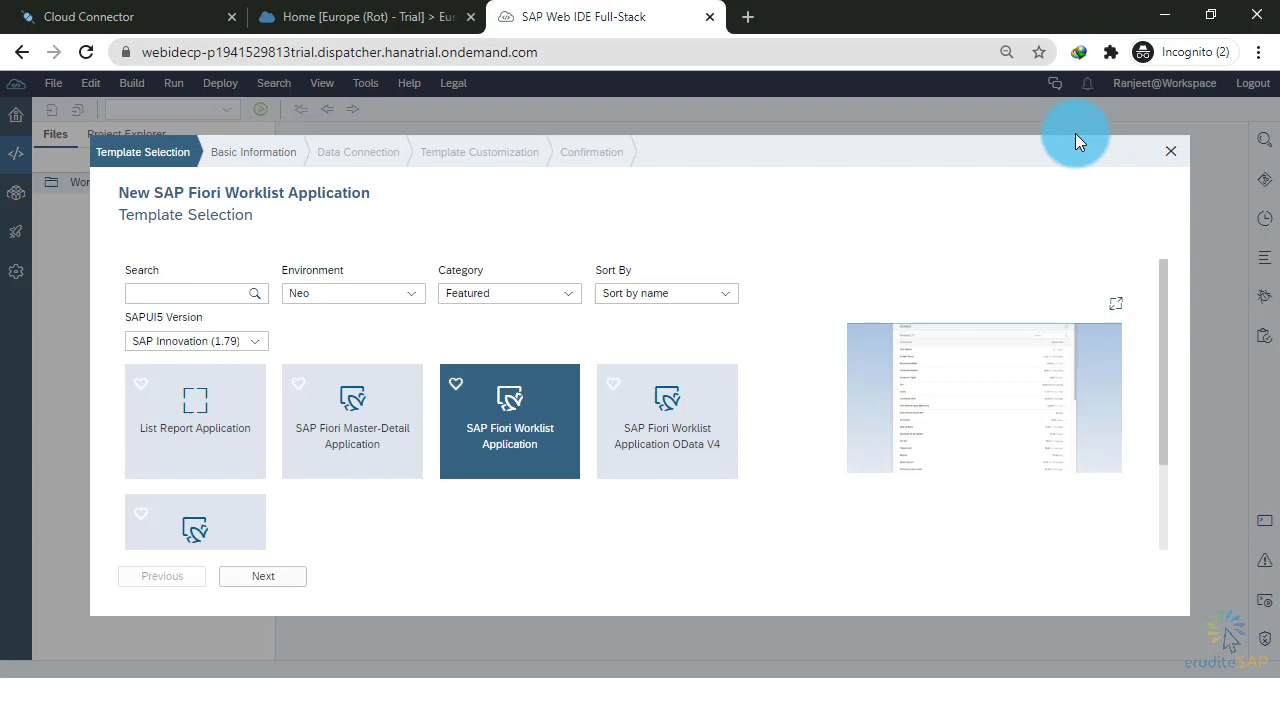 Cloud Connector
Home [Europe (Rot) - Trial] > Eur
SAP Web IDE Full-Stack
webidecp-p1941529813trial.dispatcher.hanatrial.ondemand.com
Incognito (2)
File Edit Build Run Deploy Search View Tools Help Legal
Ranjeet@Workspace Logout
Files Project Explorer
Wor
Template Selection
Basic Information
Data Connection
Template Customization
Confirmation
New SAP Fiori Worklist Application
Template Selection
Search
Environment
Category
Sort By
Neo
Featured
Sort by name
SAPUI5 Version
SAP Innovation (1.79)
List Report Application
SAP Fiori Master-Detail
Application
SAP Fiori Worklist
Application
SAP Fiori Worklist
Application OData V4
Previous
Next
eruditeSAP